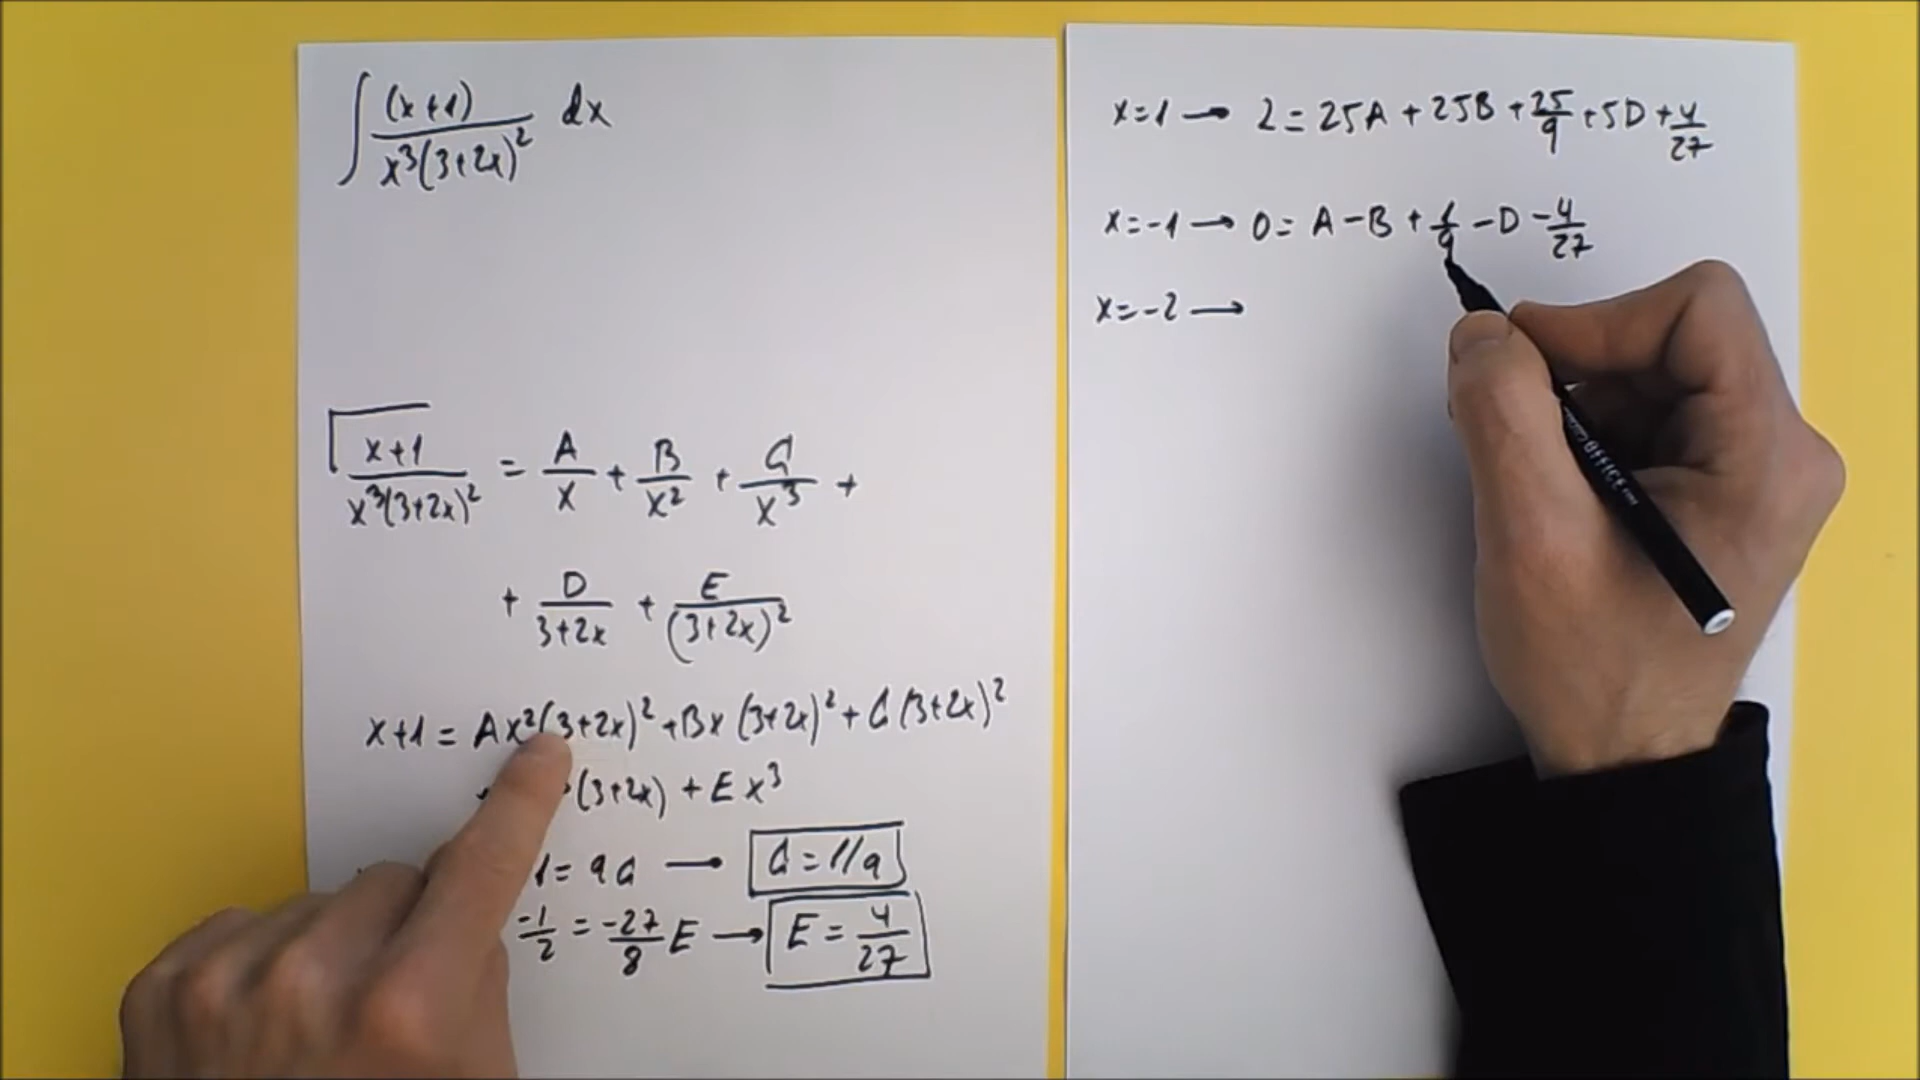 ∫ (x+1) / x³(3+2x)² dx
x+1 / x³(3+2x)² = A/x + B/x² + C/x³ +
+ D/3+2x + E/(3+2x)²
x+1 = Ax²(3+2x)² + Bx(3+2x)² + C(3+2x)²
(3+2x) + Ex³
1 = 9C → C = 1/9
-1/2 = -27/8 E → E = 4/27
x=1 → 2 = 25A + 25B + 25/9 + 5D + 4/27
x=-1 → 0 = A - B + 1/9 - D - 4/27
x=-2 →
OFFICE